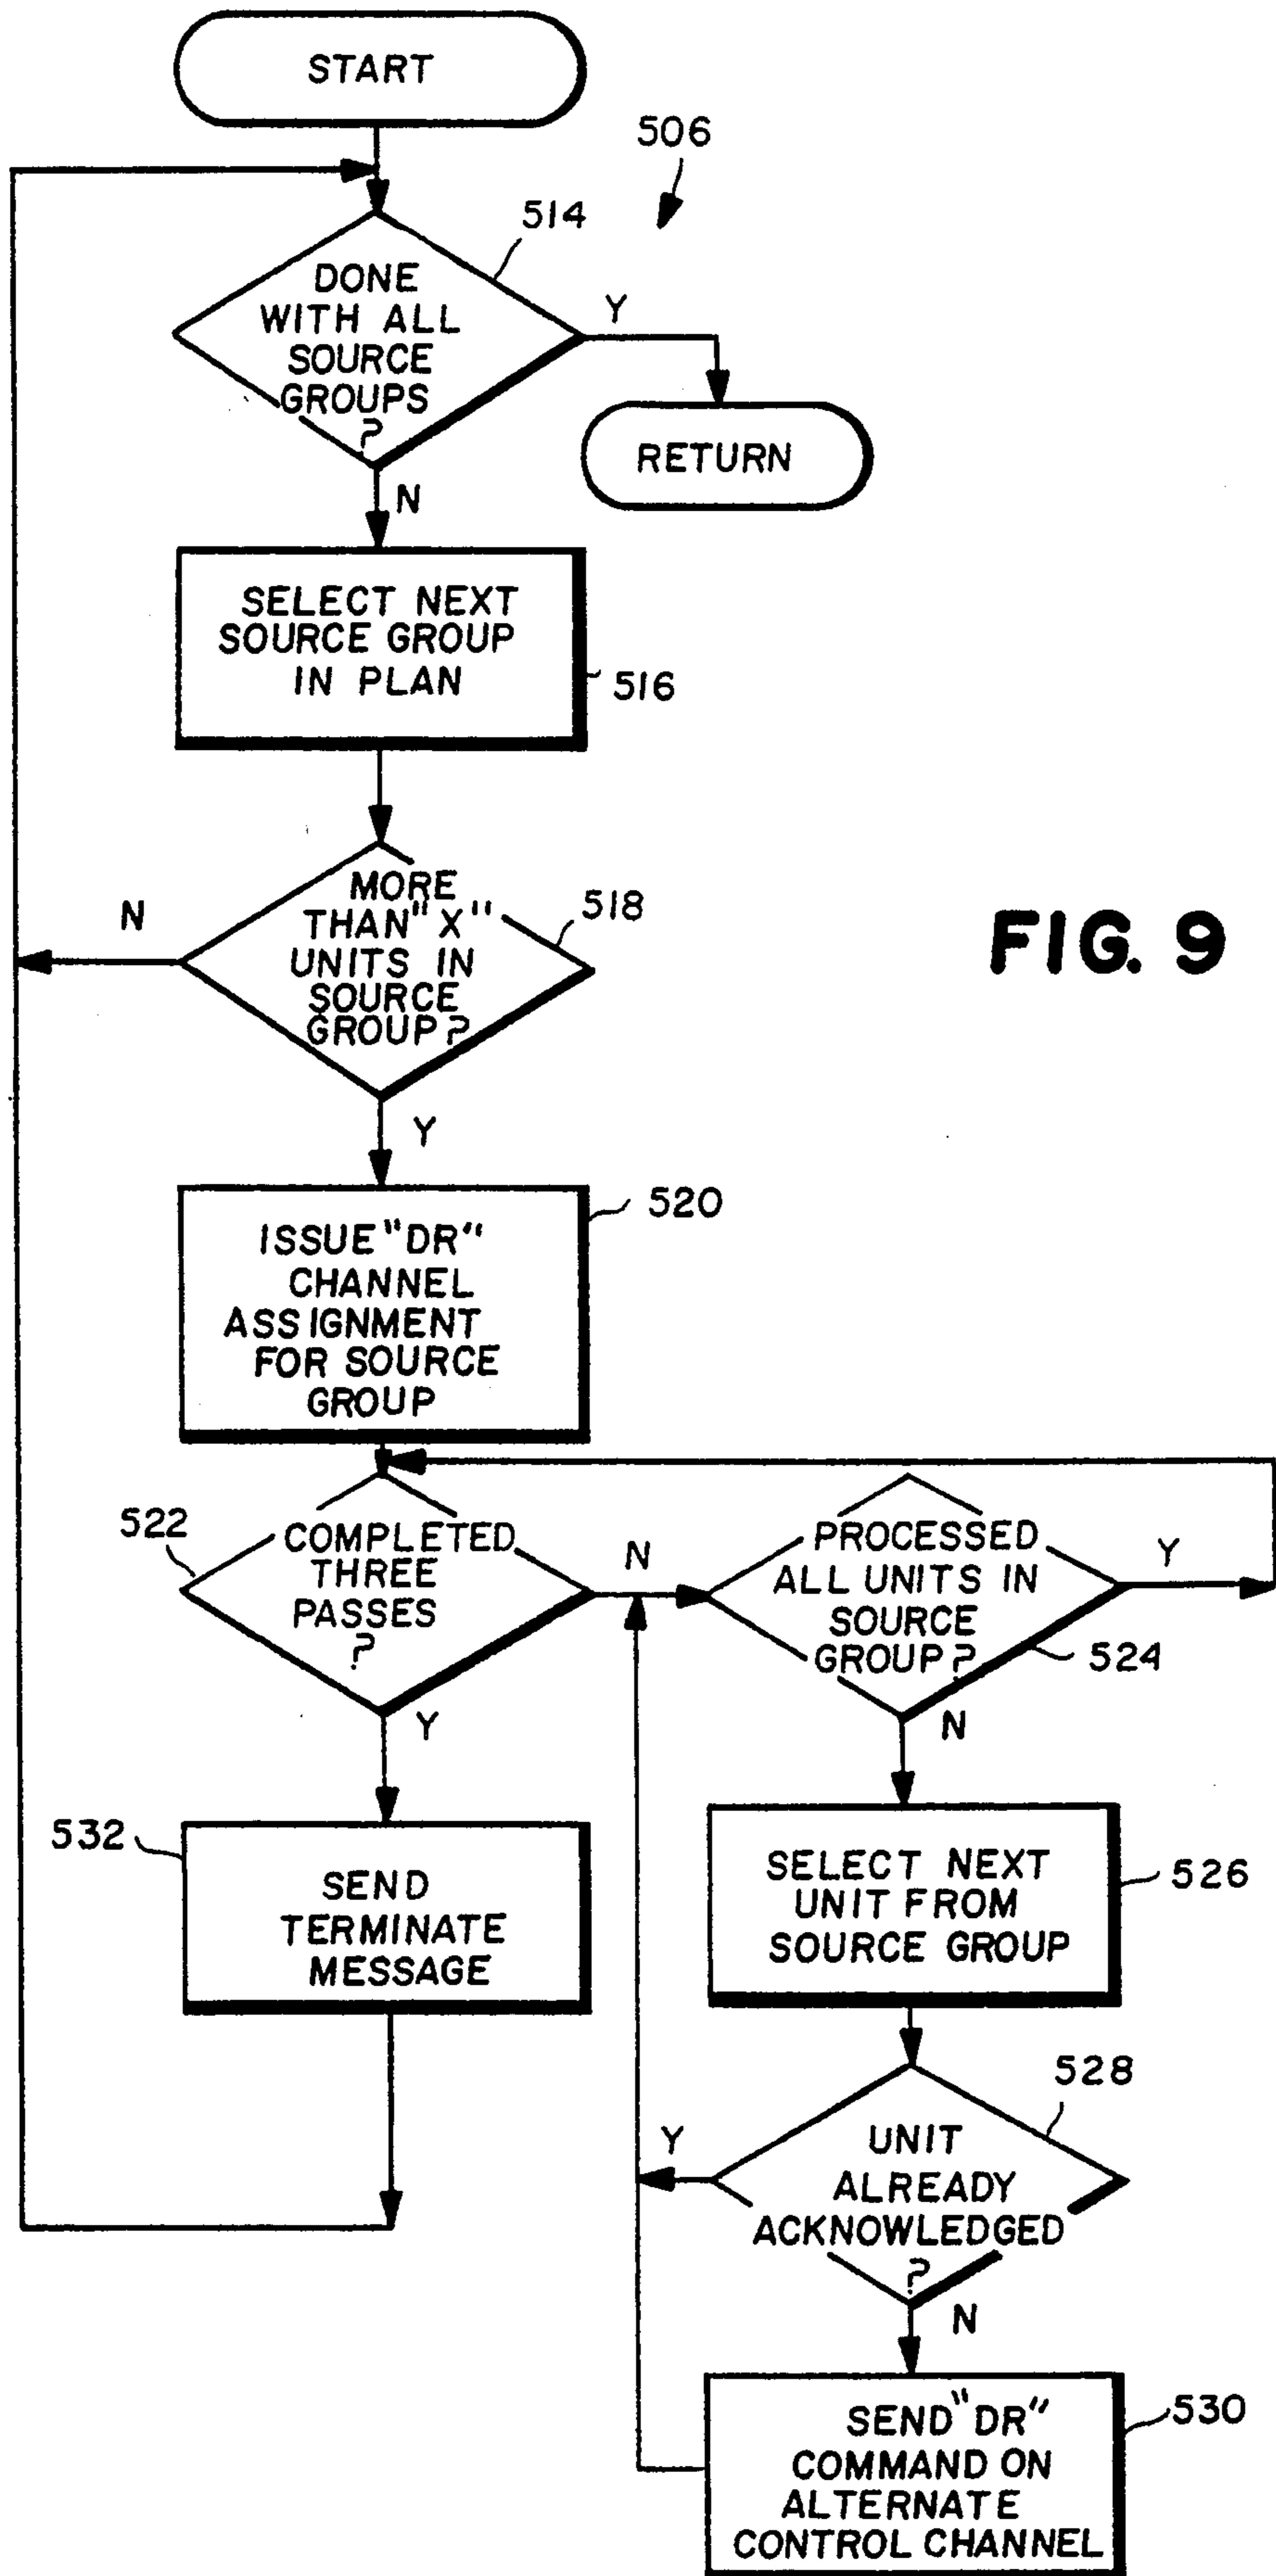 START
506
514
DONE
WITH ALL
SOURCE
GROUPS
?
Y
RETURN
N
SELECT NEXT
SOURCE GROUP
IN PLAN
516
MORE
THAN "X"
UNITS IN
SOURCE
GROUP?
518
N
FIG. 9
Y
ISSUE "DR"
CHANNEL
ASSIGNMENT
FOR SOURCE
GROUP
520
522
COMPLETED
THREE
PASSES
?
N
PROCESSED
ALL UNITS IN
SOURCE
GROUP?
Y
524
Y
N
532
SEND
TERMINATE
MESSAGE
SELECT NEXT
UNIT FROM
SOURCE GROUP
526
528
Y
UNIT
ALREADY
ACKNOWLEDGED
?
N
SEND "DR"
COMMAND ON
ALTERNATE
CONTROL CHANNEL
530